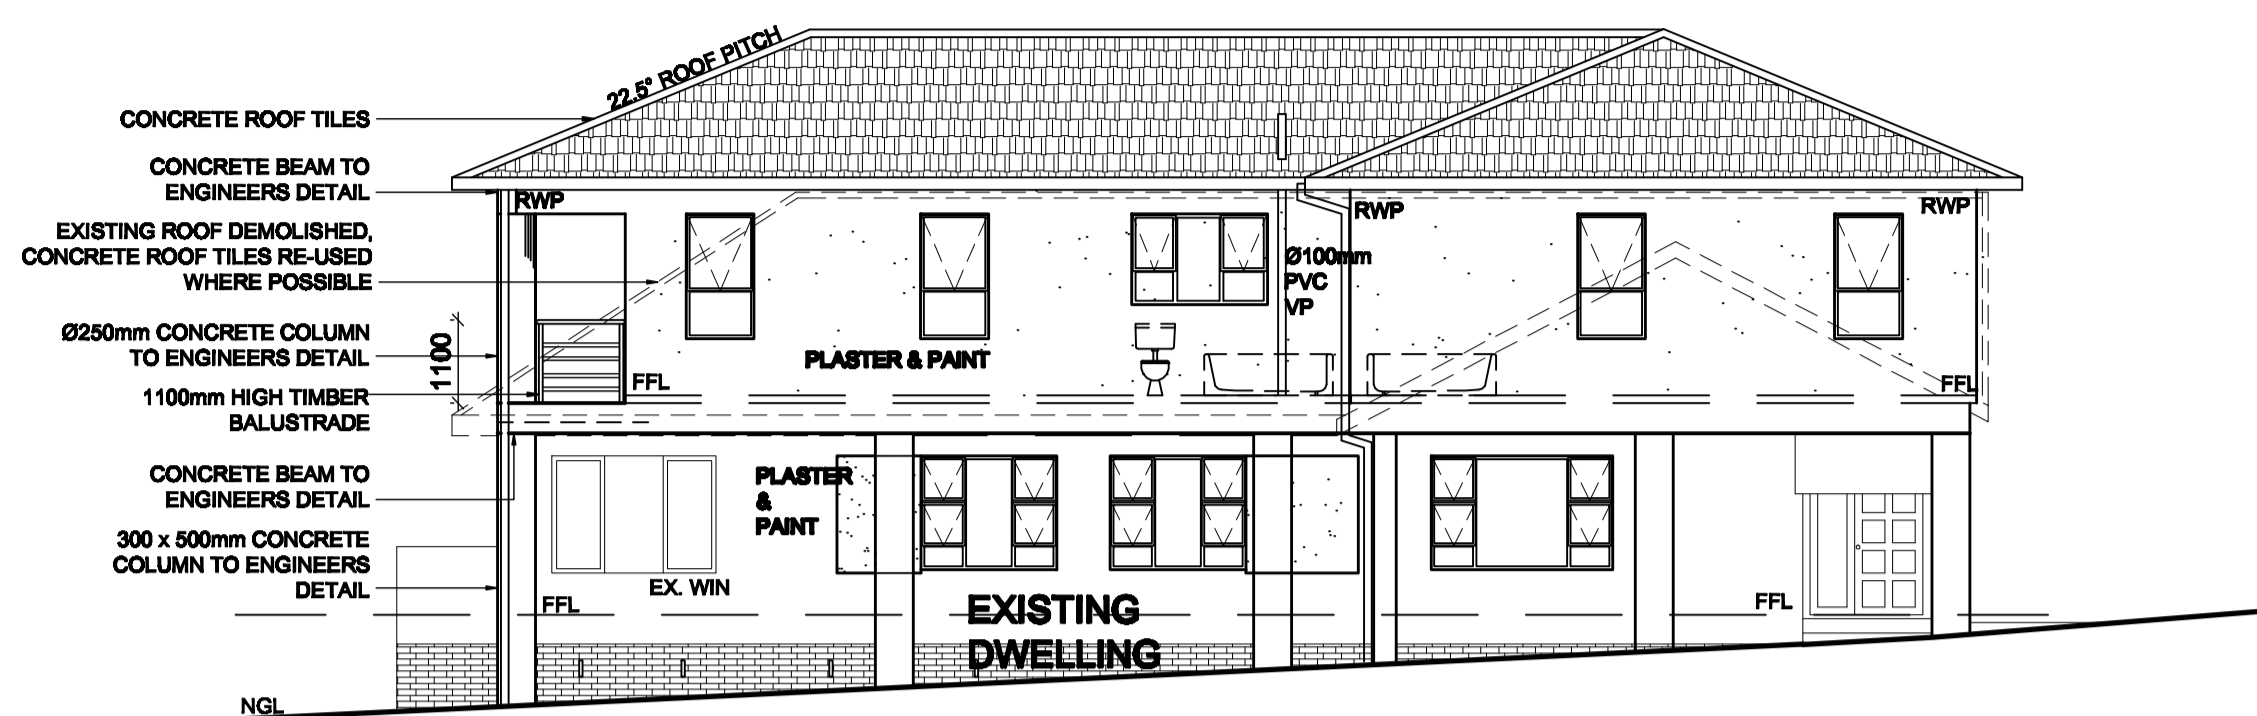 22.5° ROOF PITCH
CONCRETE ROOF TILES
CONCRETE BEAM TO
ENGINEERS DETAIL
EXISTING ROOF DEMOLISHED,
CONCRETE ROOF TILES RE-USED
WHERE POSSIBLE
Ø250mm CONCRETE COLUMN
TO ENGINEERS DETAIL
1100
1100mm HIGH TIMBER
BALUSTRADE
CONCRETE BEAM TO
ENGINEERS DETAIL
300 x 500mm CONCRETE
COLUMN TO ENGINEERS
DETAIL
NGL
RWP
RWP
RWP
Ø100mm
PVC
VP
PLASTER & PAINT
FFL
FFL
PLASTER
&
PAINT
EX. WIN
FFL
FFL
EXISTING
DWELLING